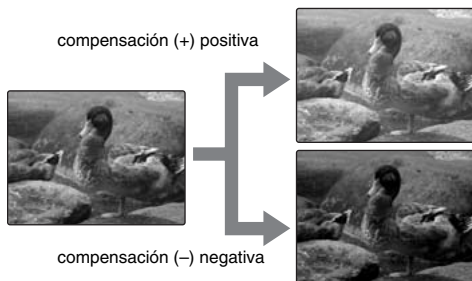 compensación (+) positiva
compensación (–) negativa